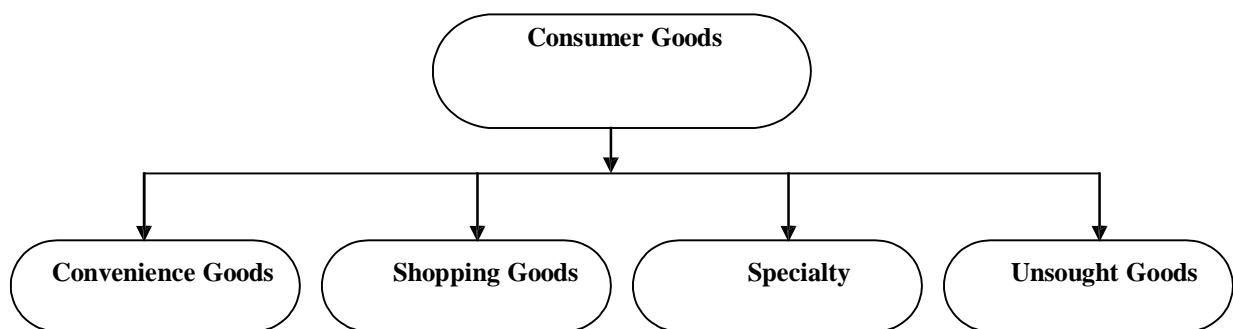 Consumer Goods
Convenience Goods
Shopping Goods
Specialty
Unsought Goods